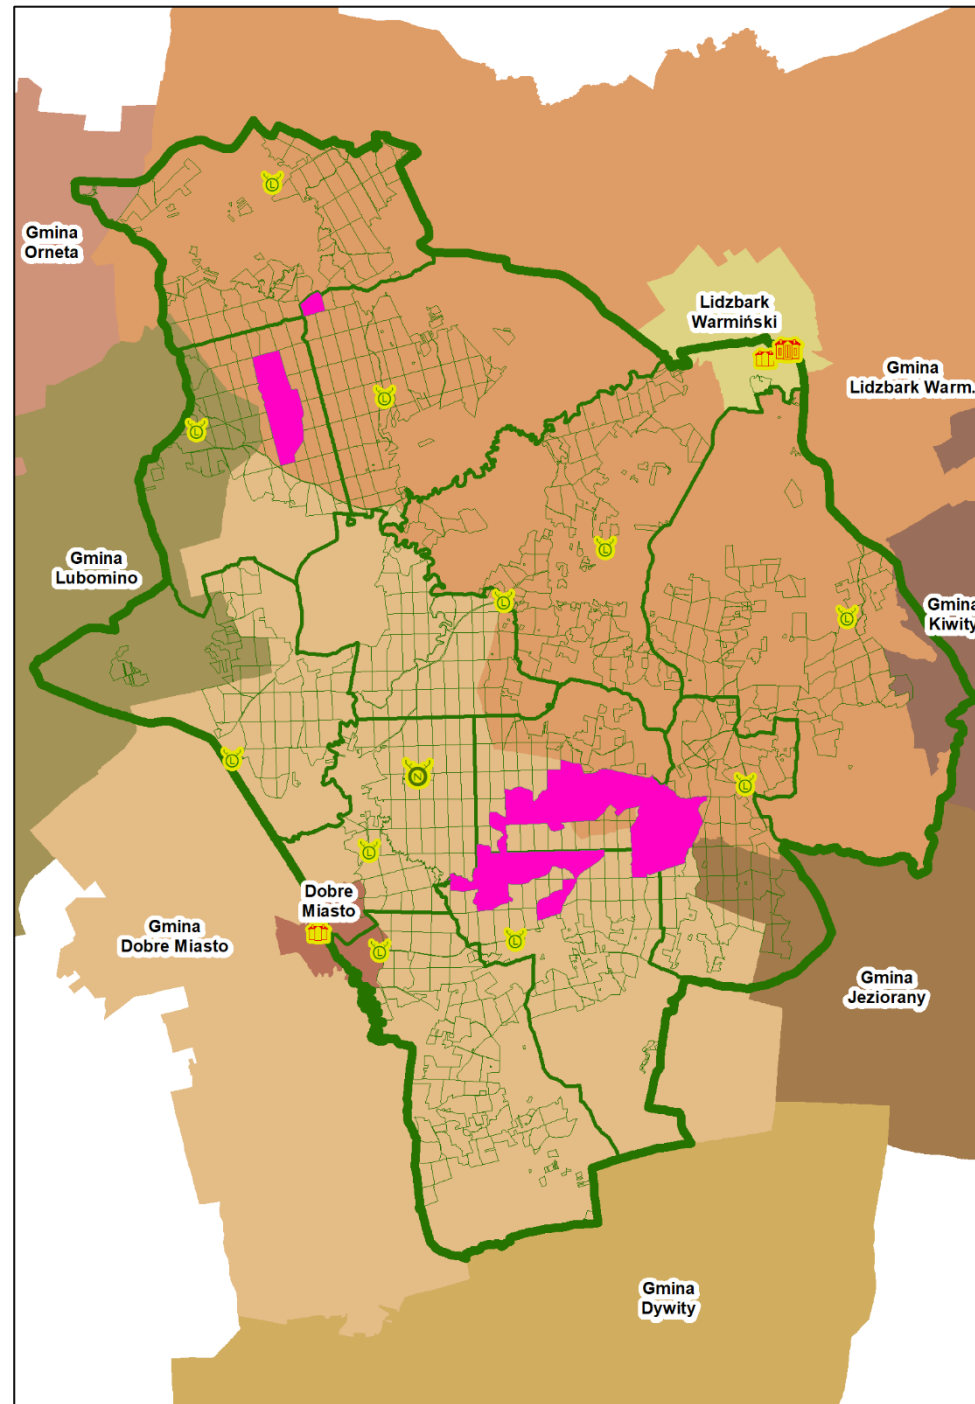 Gmina
Orneta
Lidzbark
Warmiński
Gmina
Lidzbark Warm.
Gmina
Lubomino
Gmina
Kiwity
L
L
L
L
L
L
L
N
L
L
Dobre
Miasto
Gmina
Dobre Miasto
L
L
Gmina
Jeziorany
Gmina
Dywity